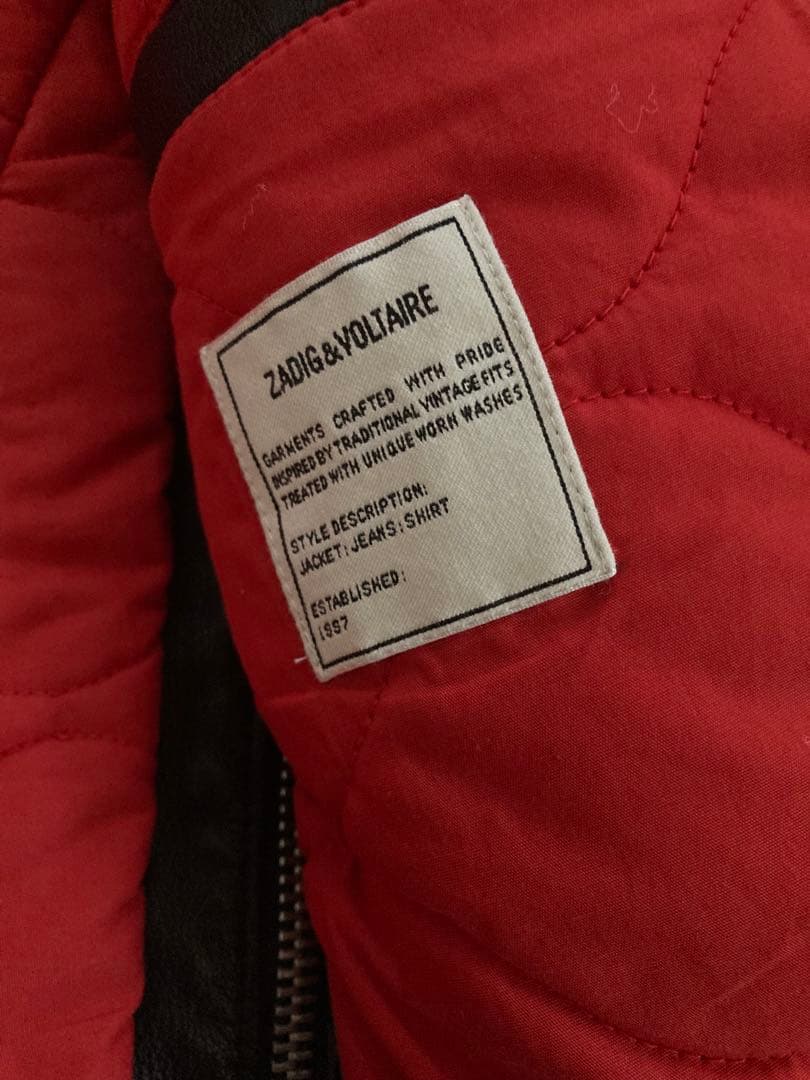 ZADIG&VOLTAIRE
GARMENTS CRAFTED WITH PRIDE
INSPIRED BY TRADITIONAL VINTAGE FITS
TREATED WITH UNIQUE WORN WASHES
STYLE DESCRIPTION:
JACKET; JEANS; SHIRT
ESTABLISHED:
1997